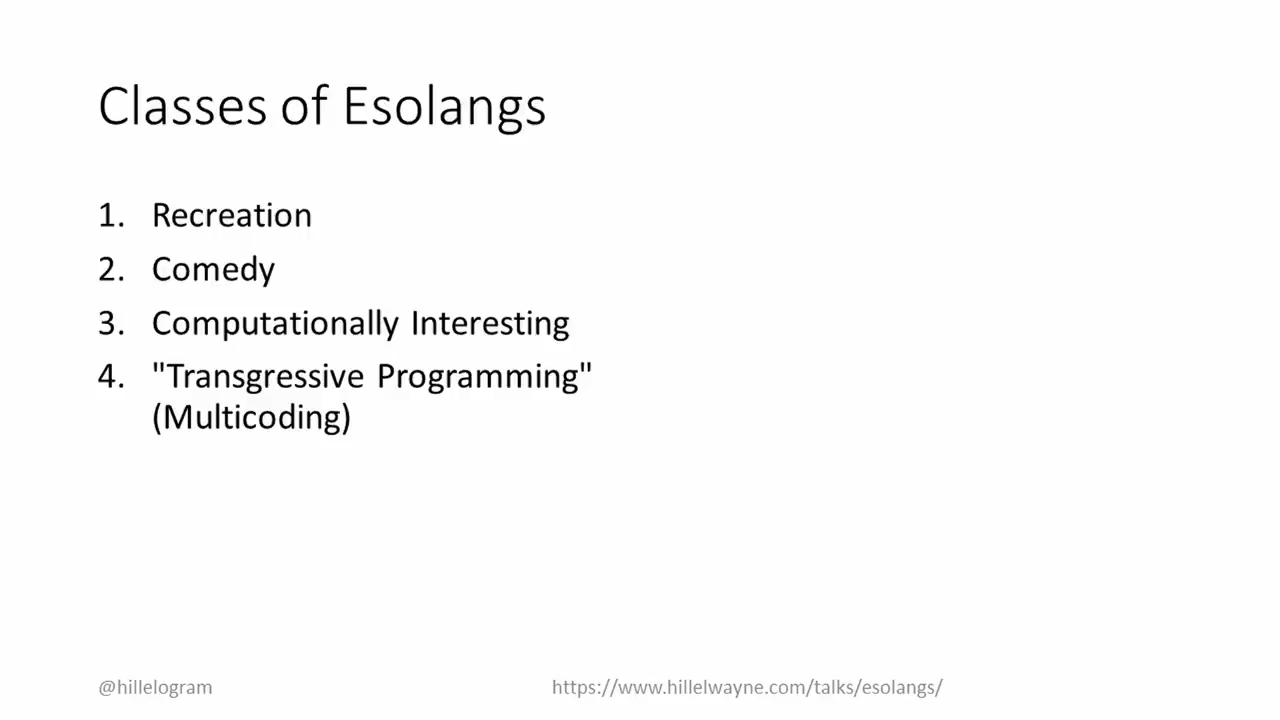 Classes of Esolangs
1. Recreation
2. Comedy
3. Computationally Interesting
4. "Transgressive Programming"
(Multicoding)
@hillelogram
https://www.hillelwayne.com/talks/esolangs/